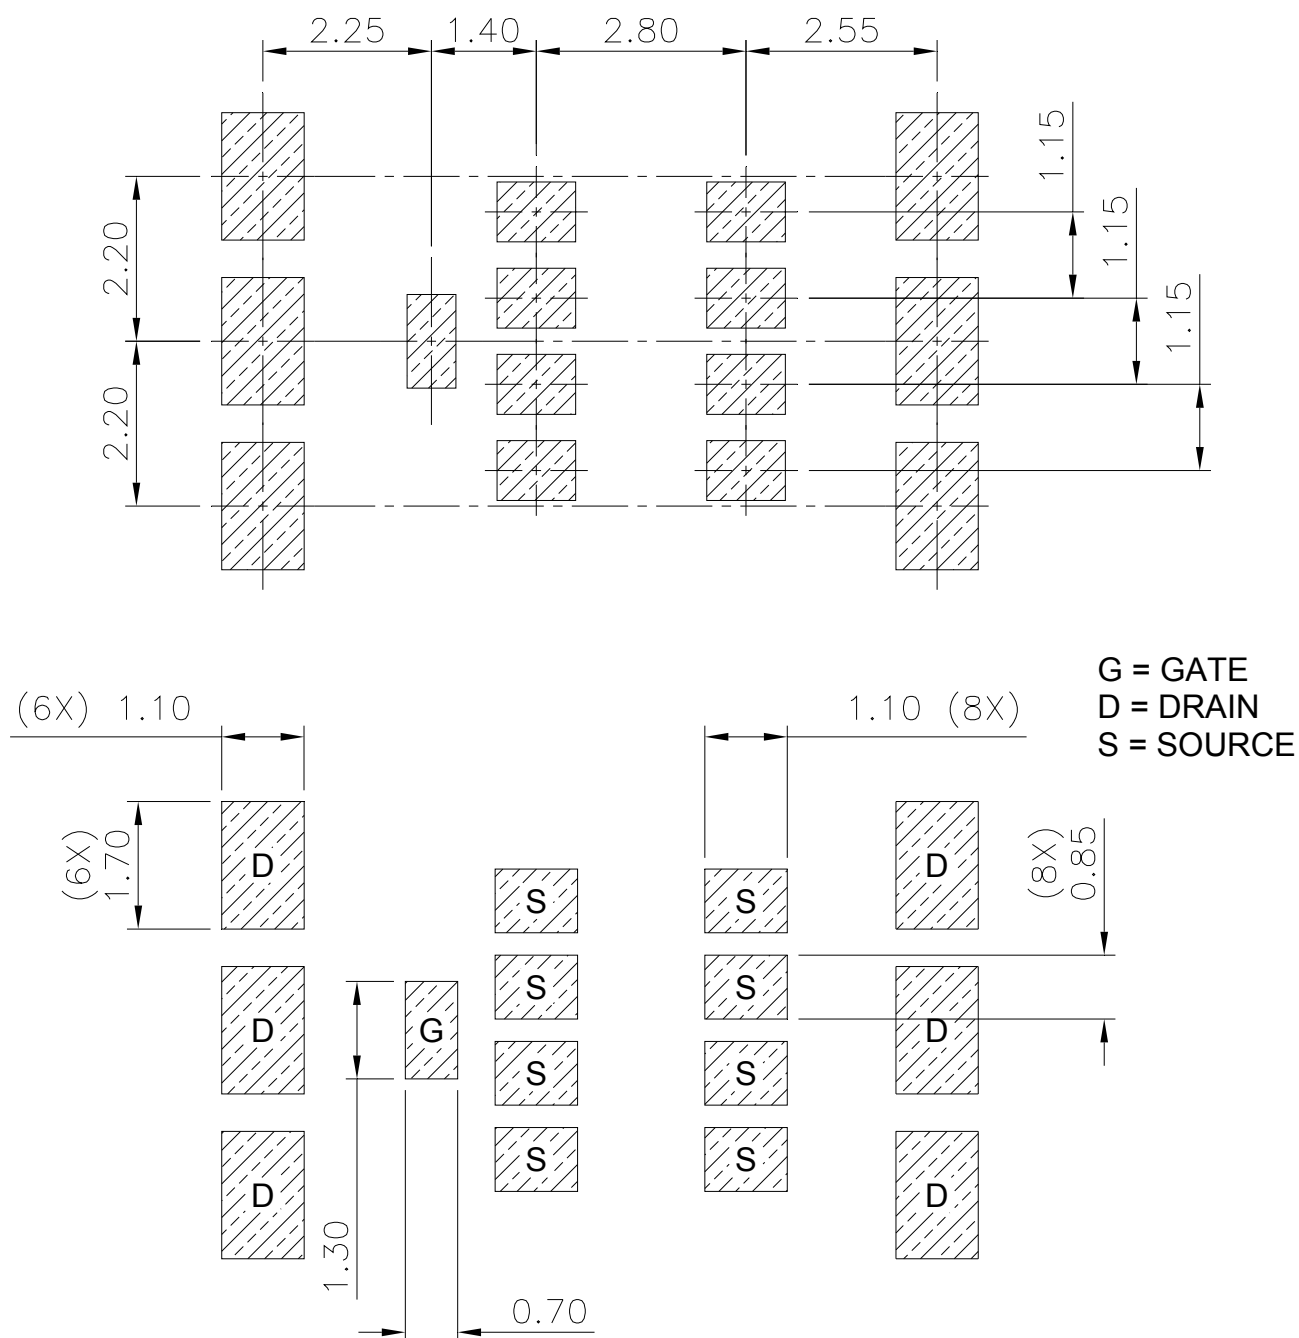 2.25 1.40 2.80 2.55
1.15
1.15
1.15
2.20
2.20
G = GATE
D = DRAIN
S = SOURCE
(6X) 1.10
1.10 (8X)
(6X)
1.70
(8X)
0.85
D
D
S
S
S
S
D
G
D
S
S
S
S
D
D
1.30
0.70